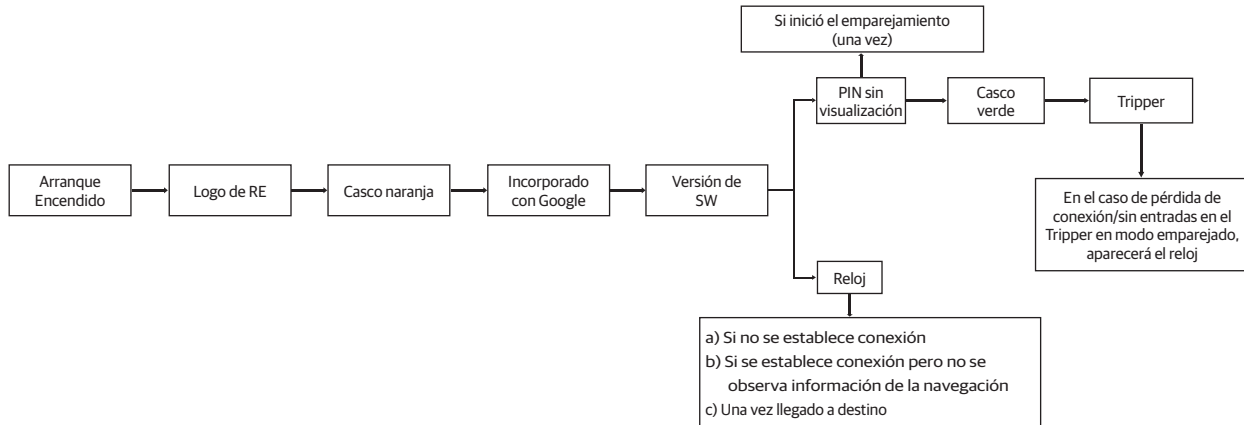 Si inició el emparejamiento
(una vez)
PIN sin
visualización
Casco
verde
Tripper
Arranque
Encendido
Logo de RE
Casco naranja
Incorporado
con Google
Versión de
SW
En el caso de pérdida de
conexión/sin entradas en el
Tripper en modo emparejado,
aparecerá el reloj
Reloj
a) Si no se establece conexión
b) Si se establece conexión pero no se
observa información de la navegación
c) Una vez llegado a destino